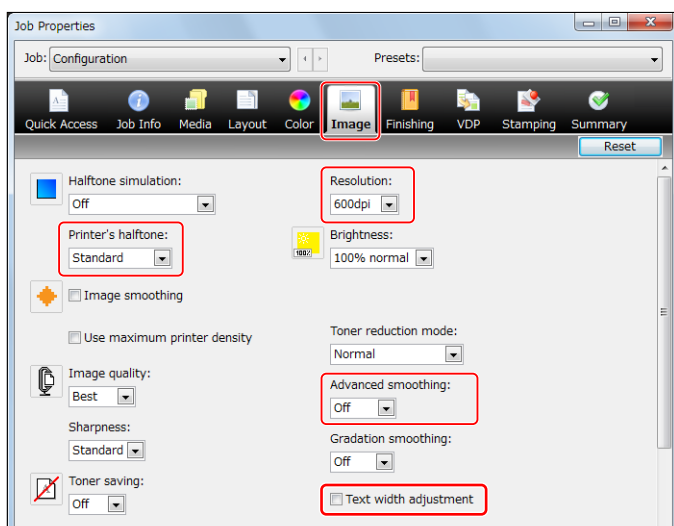 Job Properties
Job: Configuration Presets:
Quick Access Job Info Media Layout Color Image Finishing VDP Stamping Summary
Reset
Halftone simulation:
Off
Resolution:
600dpi
Printer's halftone:
Standard
Brightness:
100%
100% normal
Image smoothing
Use maximum printer density
Toner reduction mode:
Normal
Image quality:
Best
Advanced smoothing:
Off
Sharpness:
Standard
Gradation smoothing:
Off
Toner saving:
A
Off
Text width adjustment